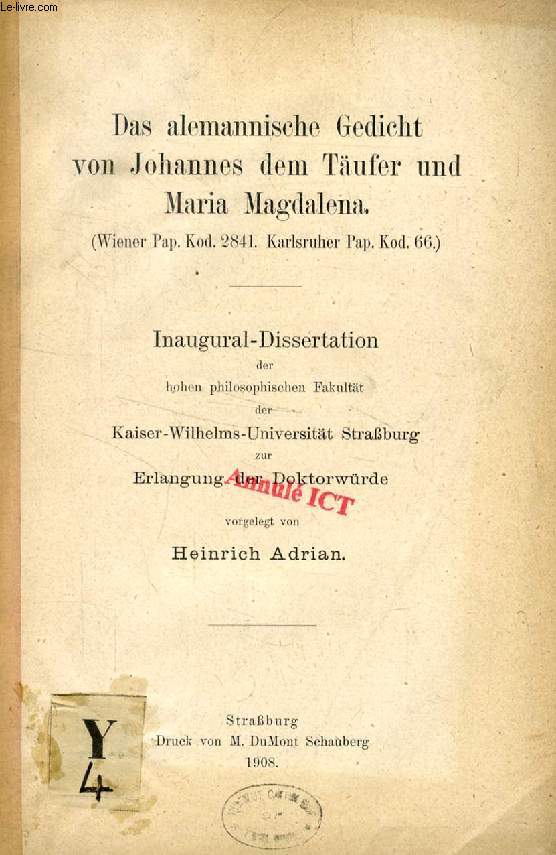 Le-livre.com
Das alemannische Gedicht
von Johannes dem Täufer und
Maria Magdalena.
(Wiener Pap. Kod. 2841. Karlsruher Pap. Kod. 66.)
Inaugural-Dissertation
der
hohen philosophischen Fakultät
der
Kaiser-Wilhelms-Universität Straßburg
zur
Erlangung der Doktorwürde
Annulé ICT
vorgelegt von
Heinrich Adrian.
Straßburg
Druck von M. DuMont Schauberg
1908.
Y
4